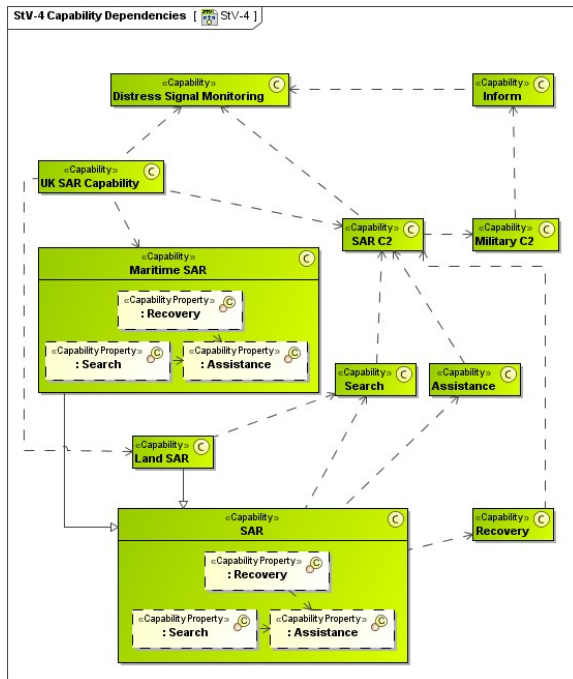 StV-4 Capability Dependencies [ StV-4 ]
«Capability»
Distress Signal Monitoring
«Capability»
Inform
«Capability»
UK SAR Capability
«Capability»
SAR C2
«Capability»
Military C2
«Capability»
Maritime SAR
«Capability Property»
: Recovery
«Capability Property»
: Search
«Capability Property»
: Assistance
«Capability»
Search
«Capability»
Assistance
«Capability»
Land SAR
«Capability»
SAR
«Capability Property»
: Recovery
«Capability Property»
: Search
«Capability Property»
: Assistance
«Capability»
Recovery